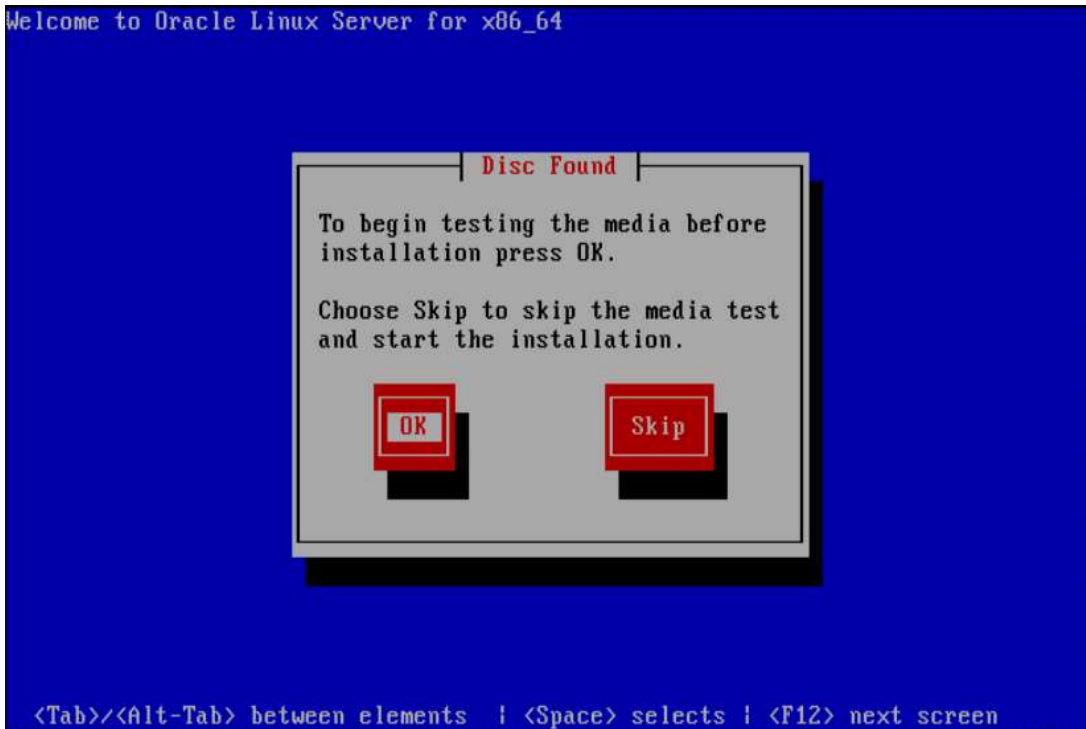 Welcome to Oracle Linux Server for x86_64
Disc Found
To begin testing the media before
installation press OK.
Choose Skip to skip the media test
and start the installation.
OK
Skip
<Tab>/<Alt-Tab> between elements | <Space> selects | <F12> next screen